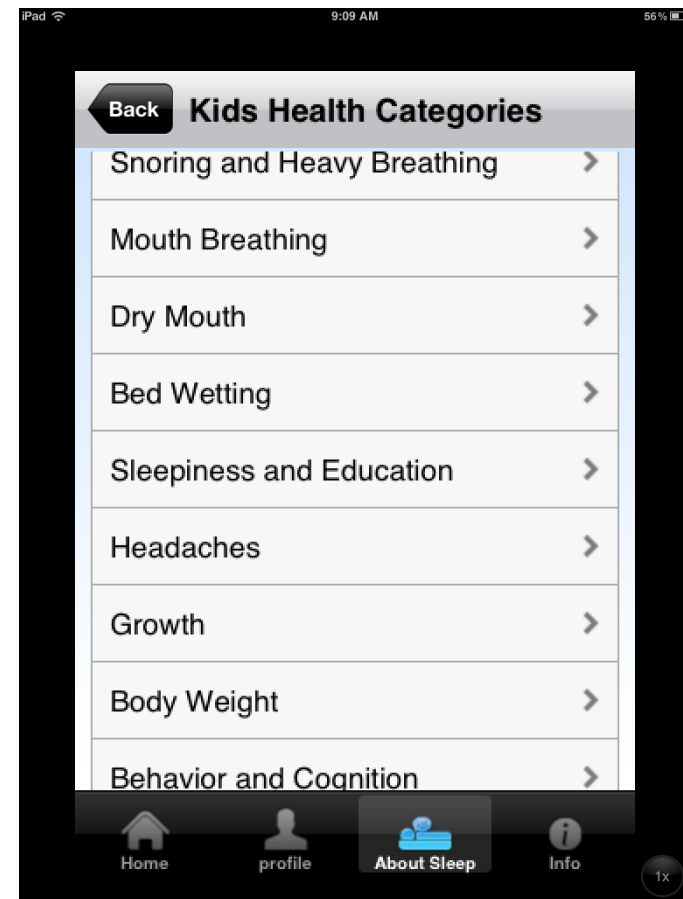 iPad 9:09 AM 56%
Back Kids Health Categories
Snoring and Heavy Breathing
Mouth Breathing
Dry Mouth
Bed Wetting
Sleepiness and Education
Headaches
Growth
Body Weight
Behavior and Cognition
Home profile About Sleep Info
1x